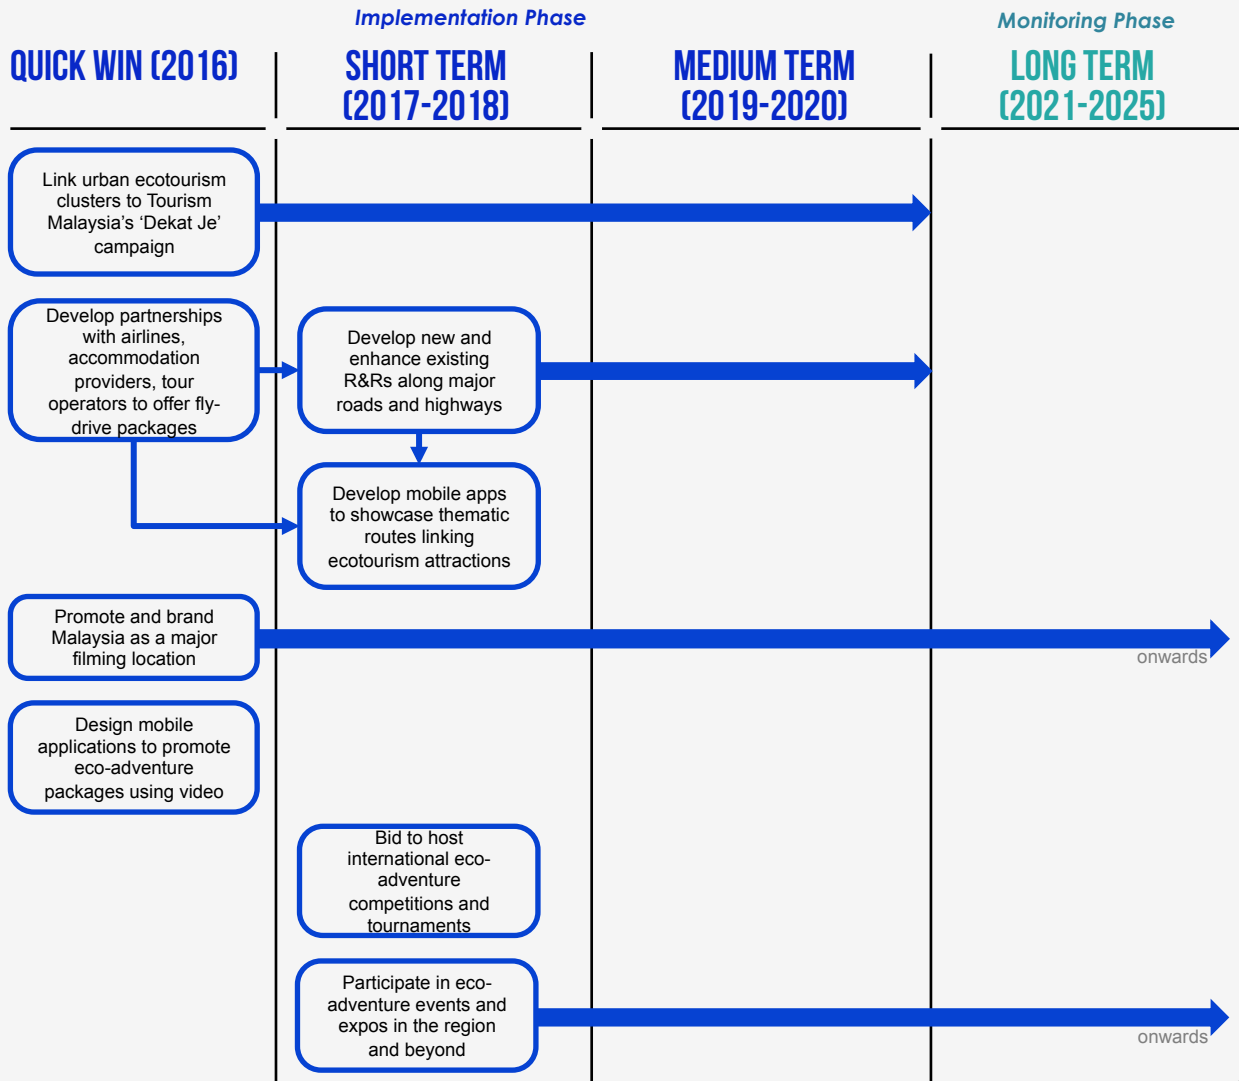 Implementation Phase
Monitoring Phase
QUICK WIN (2016)
SHORT TERM
(2017-2018)
MEDIUM TERM
(2019-2020)
LONG TERM
(2021-2025)
Link urban ecotourism
clusters to Tourism
Malaysia’s ‘Dekat Je’
campaign
Develop partnerships
with airlines,
accommodation
providers, tour
operators to offer fly-
drive packages
Develop new and
enhance existing
R&Rs along major
roads and highways
Develop mobile apps
to showcase thematic
routes linking
ecotourism attractions
Promote and brand
Malaysia as a major
filming location
onwards
Design mobile
applications to promote
eco-adventure
packages using video
Bid to host
international eco-
adventure
competitions and
tournaments
Participate in eco-
adventure events and
expos in the region
and beyond
onwards